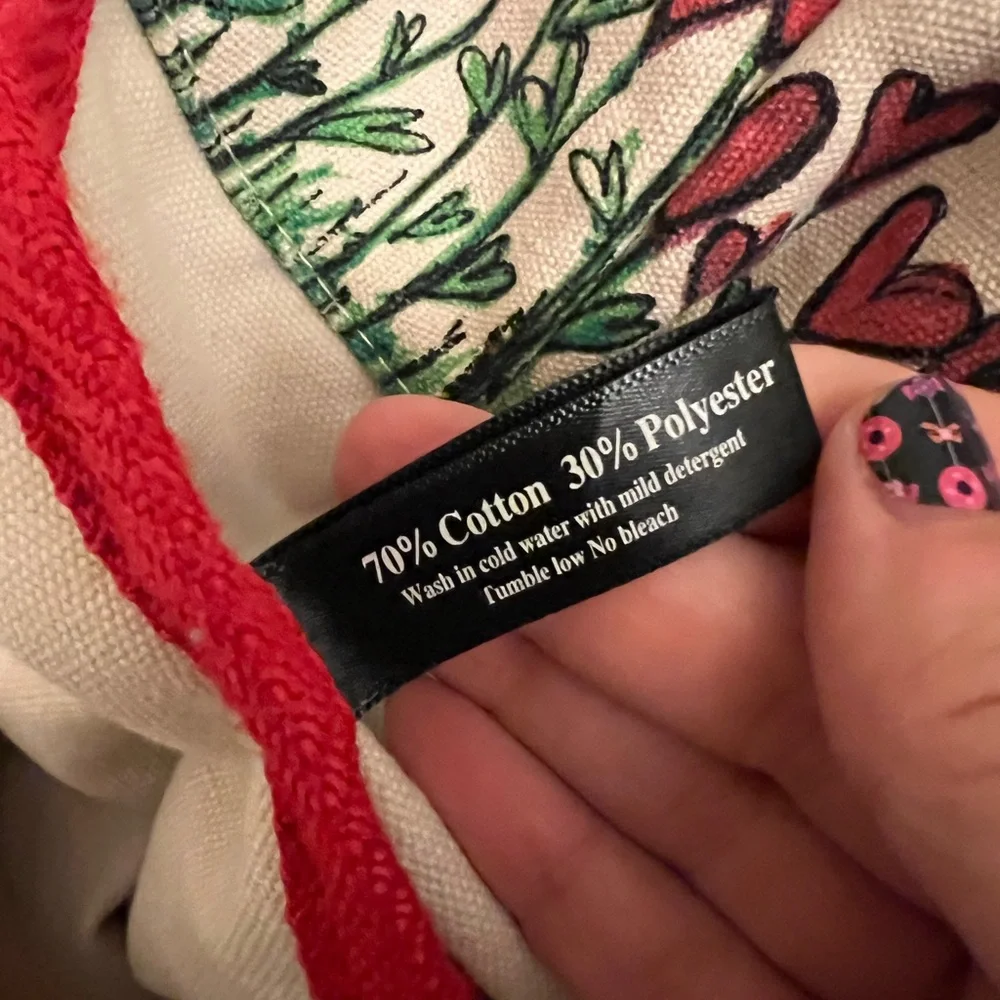 70% Cotton 30% Polyester
Wash in cold water with mild detergent
Tumble low No bleach